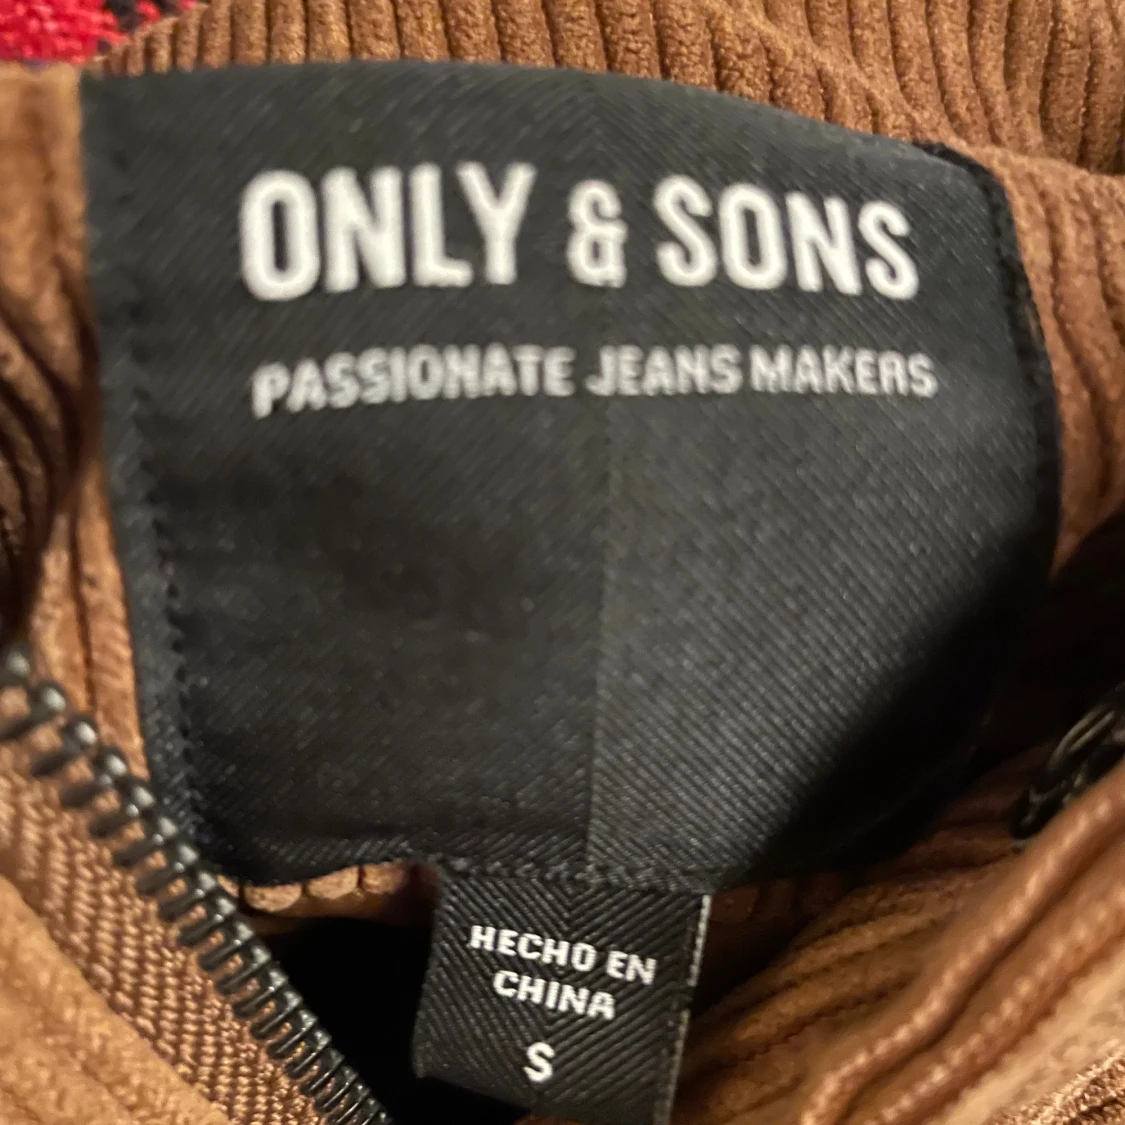 ONLY & SONS
PASSIONATE JEANS MAKERS
HECHO EN
CHINA
S